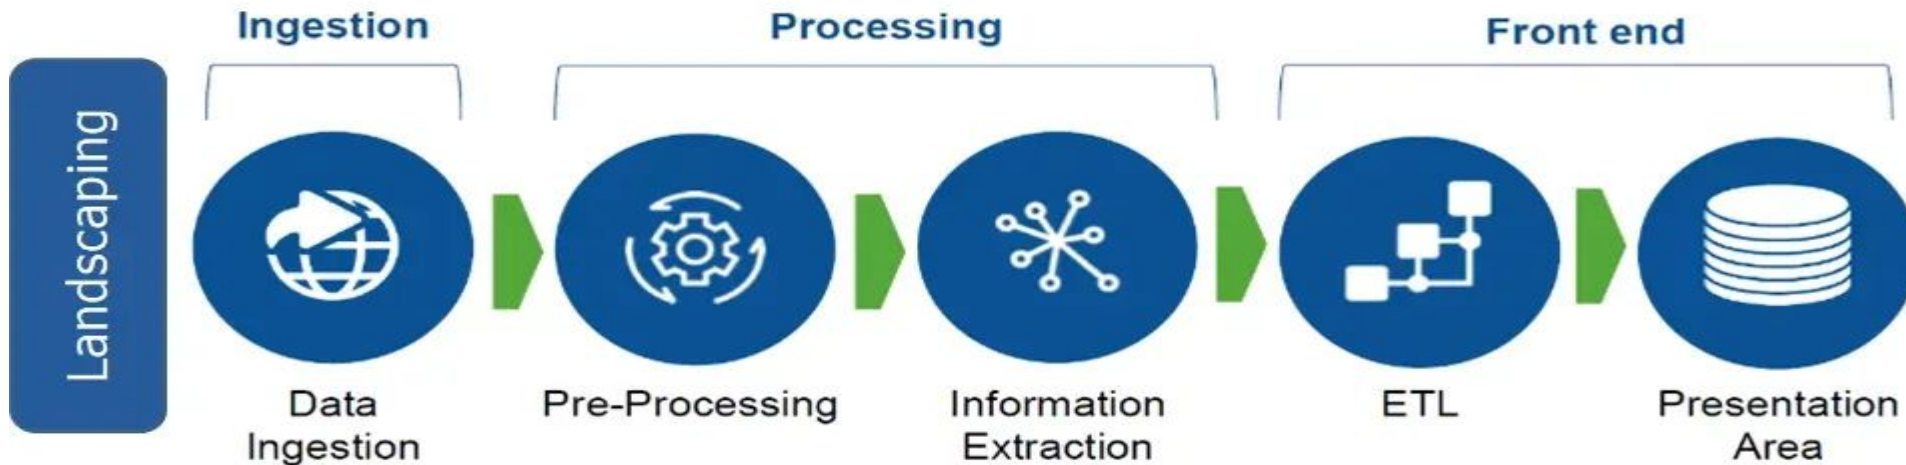 Ingestion
Processing
Front end
Landscaping
Data
Ingestion
Pre-Processing
Information
Extraction
ETL
Presentation
Area